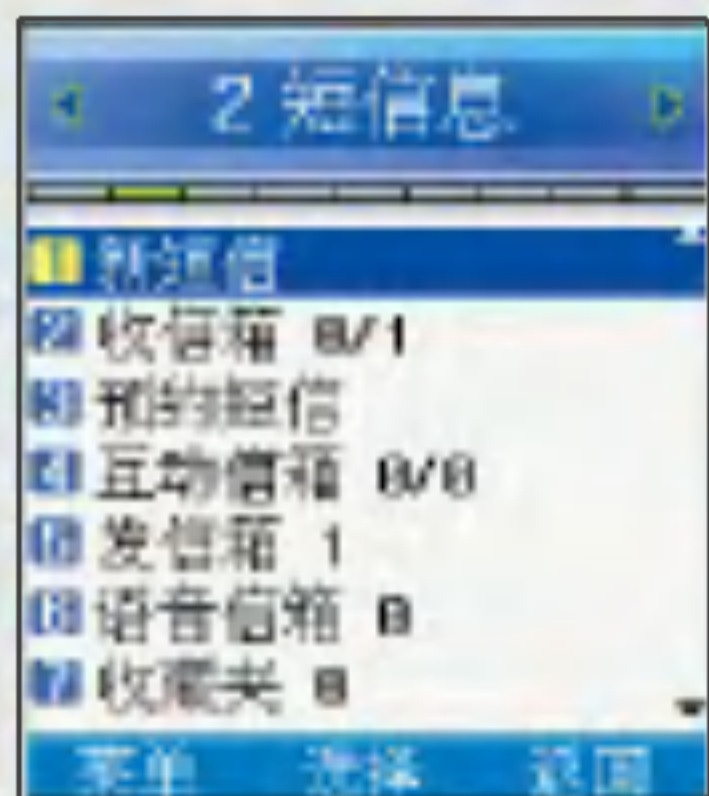 2 短信息
1 新短信
2 收信箱 0/1
3 预约短信
4 互动信箱 0/0
5 发信箱 1
6 语音信箱 0
7 收藏夹 0
菜单 选择 返回